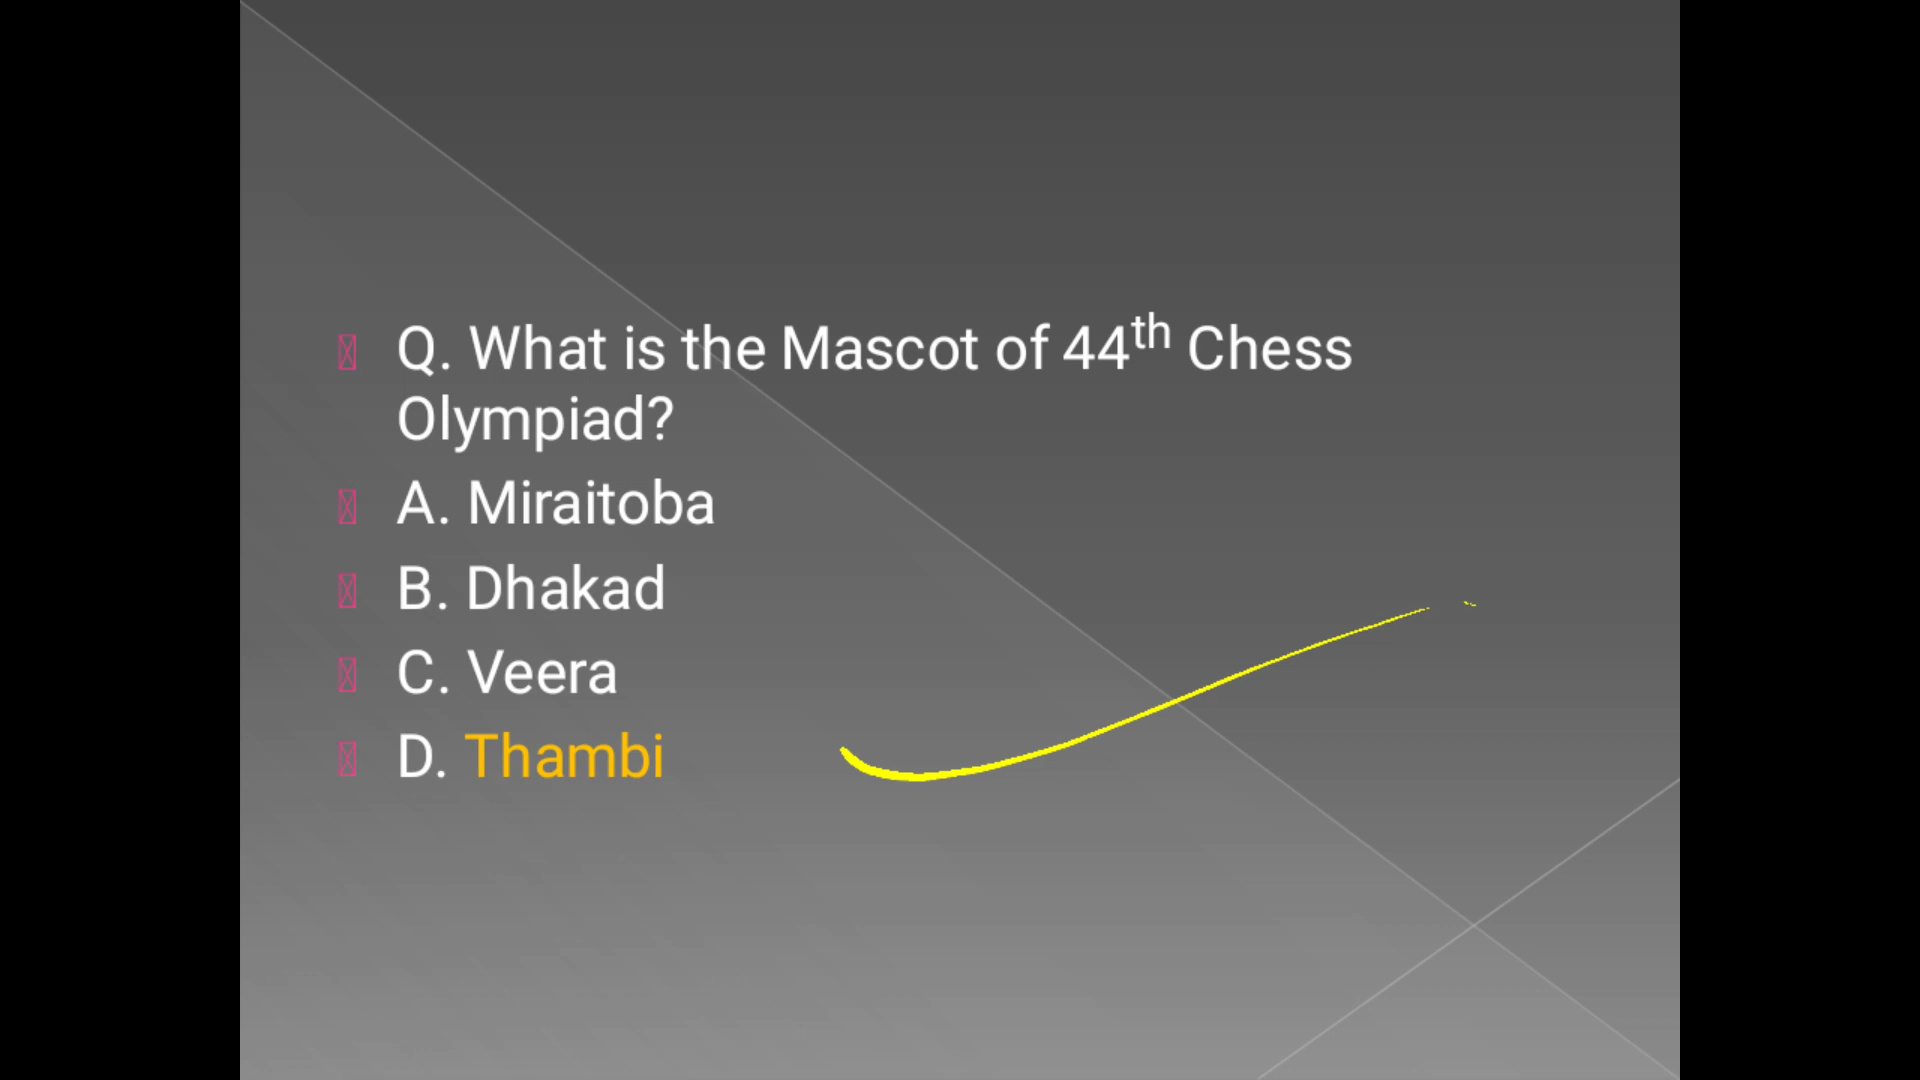 Q. What is the Mascot of 44th Chess
Olympiad?
A. Miraitoba
B. Dhakad
C. Veera
D. Thambi